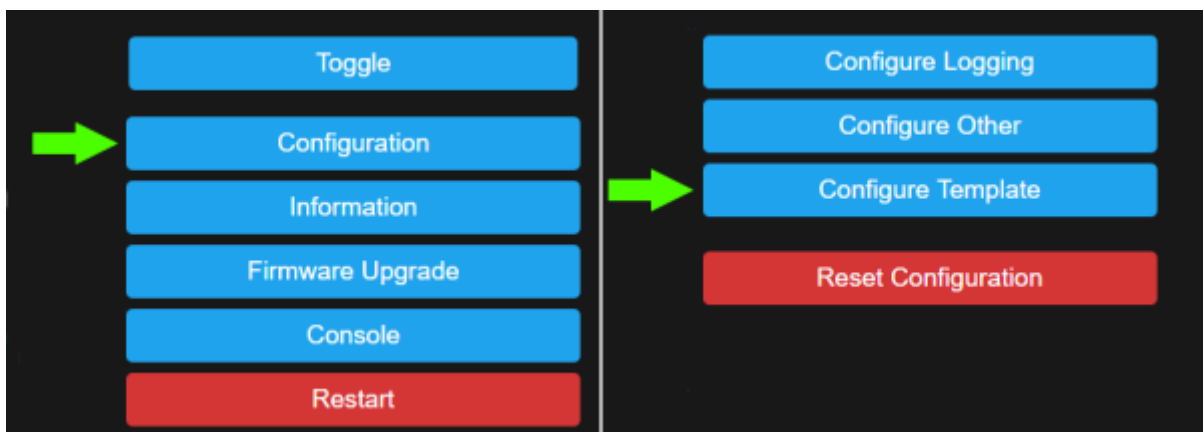 Toggle
Configuration
Information
Firmware Upgrade
Console
Restart
Configure Logging
Configure Other
Configure Template
Reset Configuration